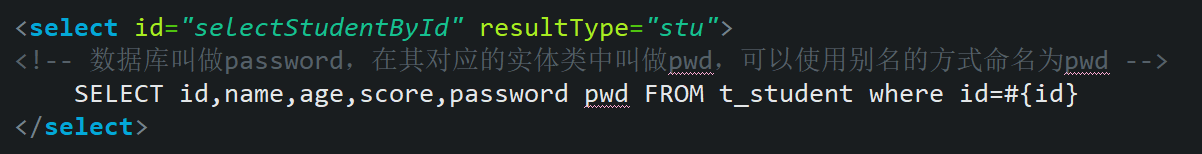 <select id="selectStudentById" resultType="stu">
<!-- 数据库叫做password，在其对应的实体类中叫做pwd，可以使用别名的方式命名为pwd -->
SELECT id,name,age,score,password pwd FROM t_student where id=#{id}
</select>